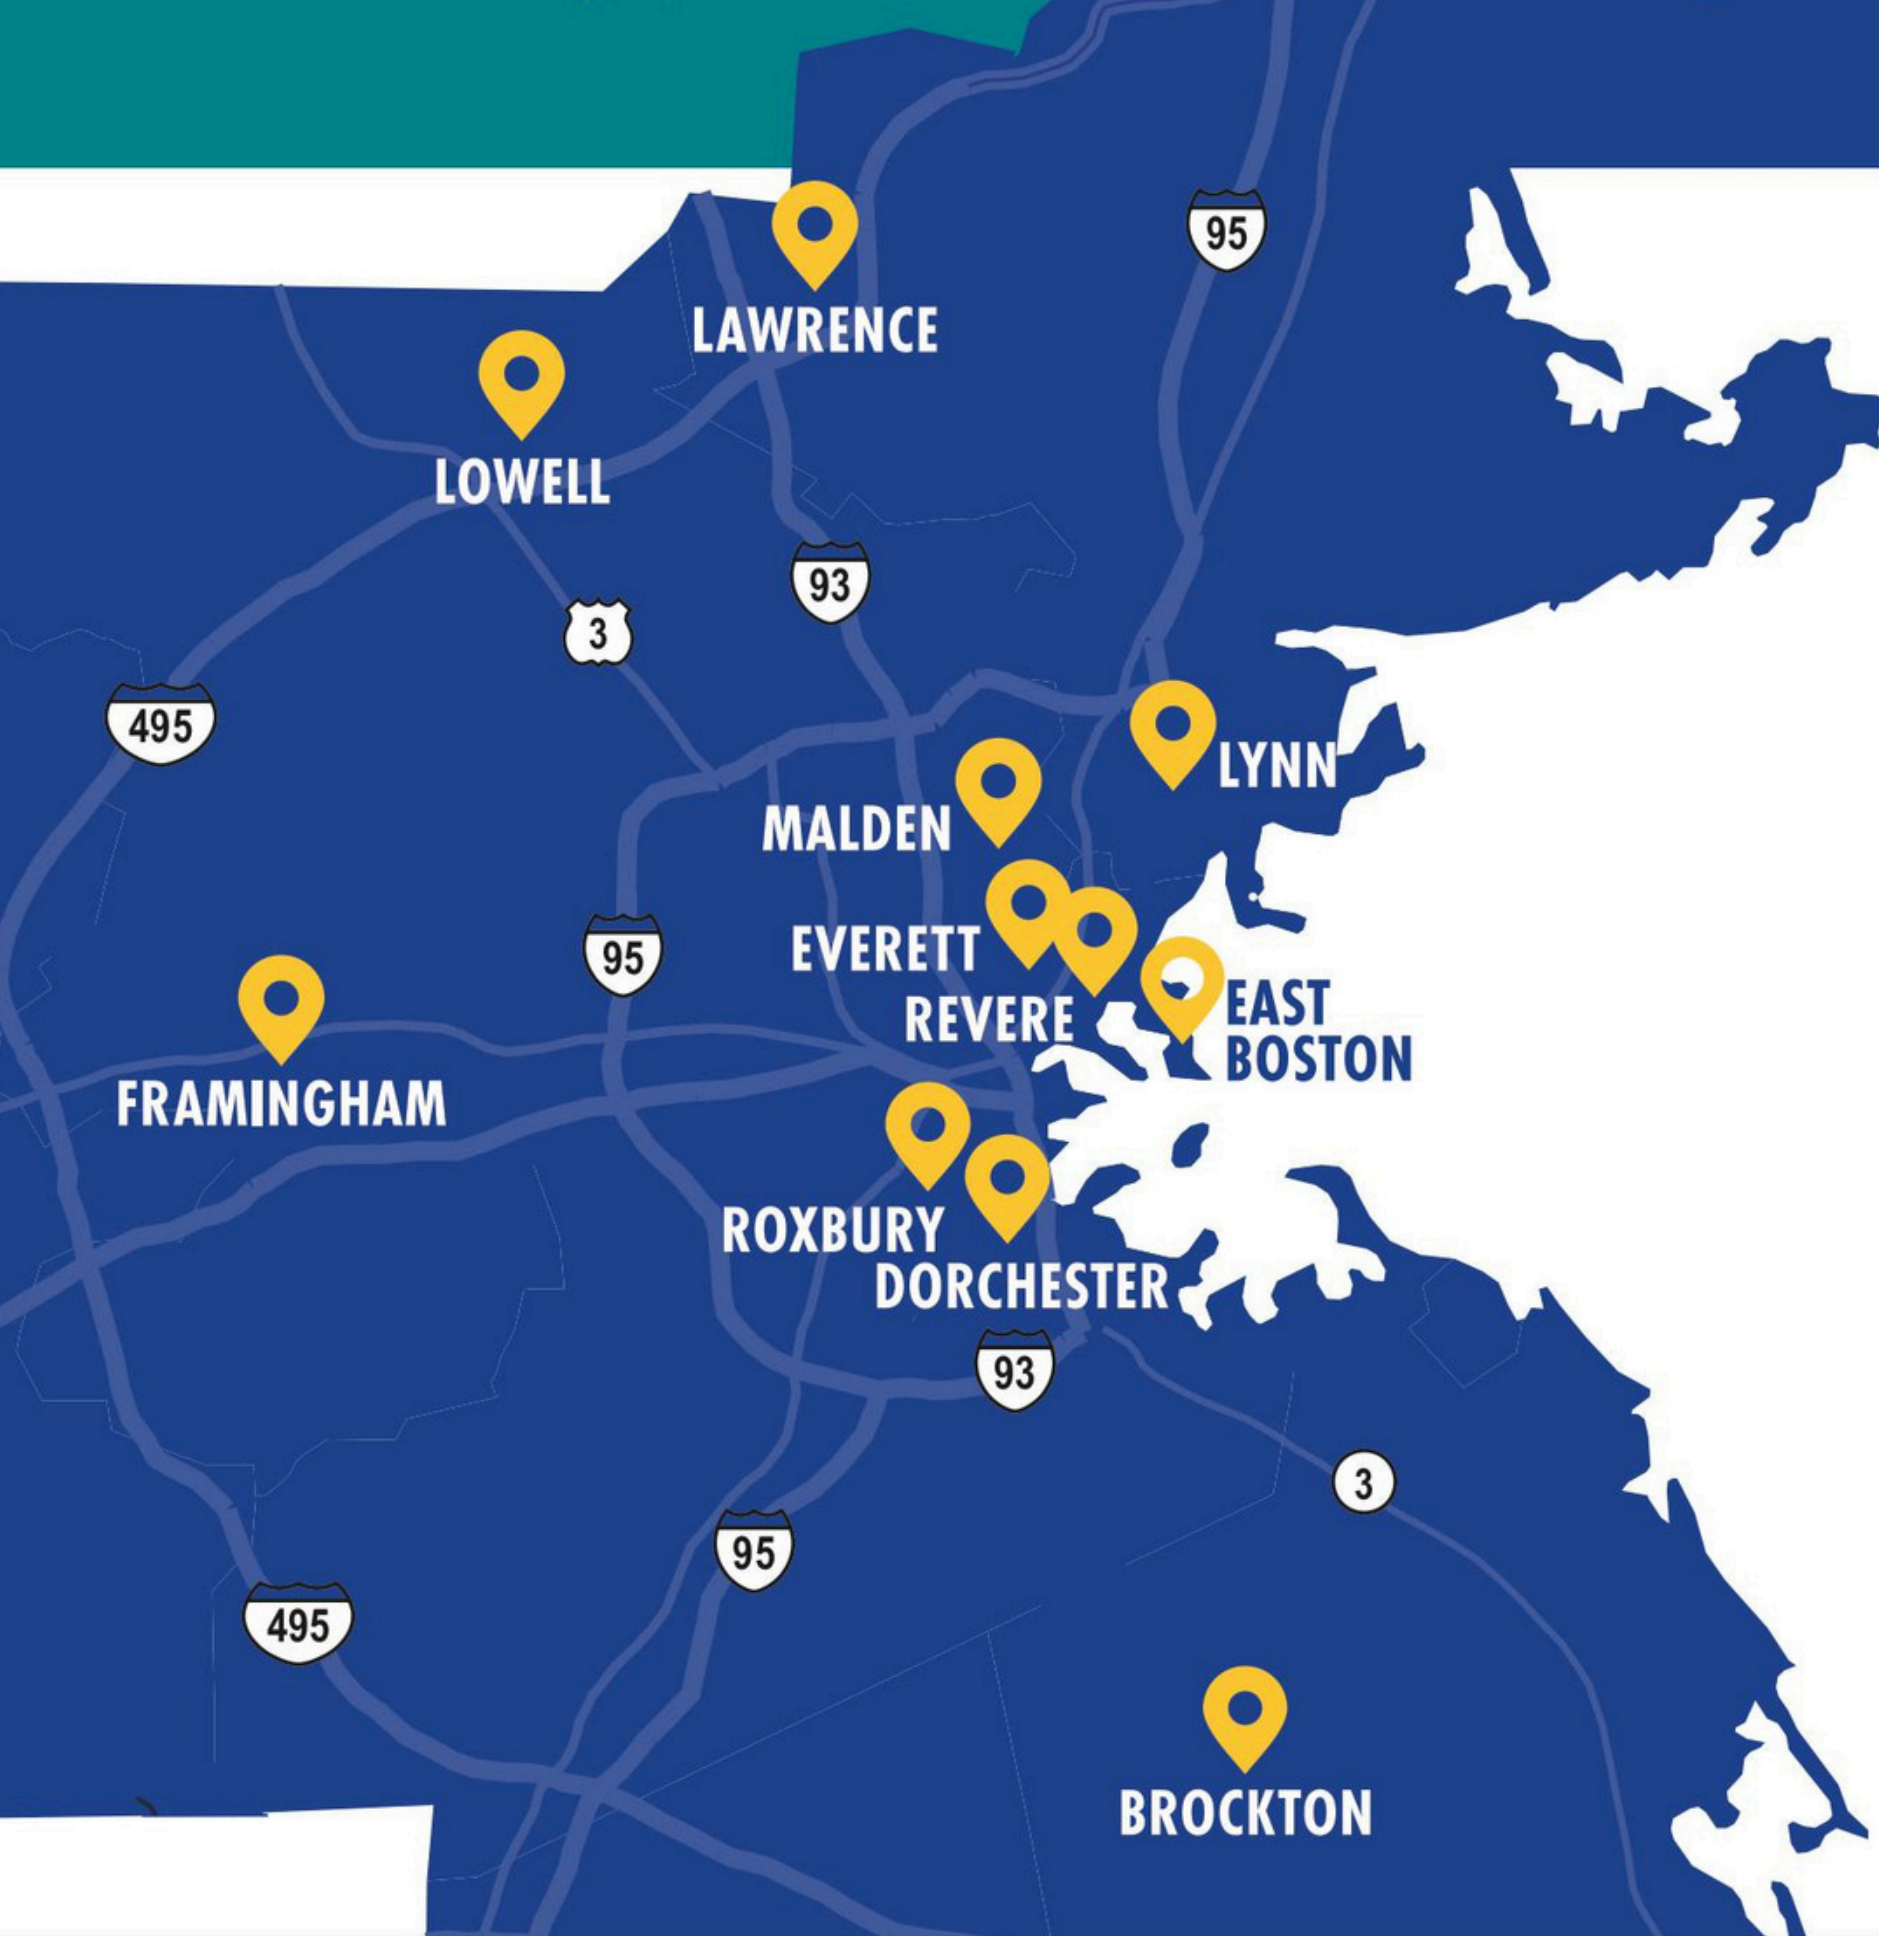 95
LAWRENCE
LOWELL
93
3
495
LYNN
MALDEN
95
EVERETT
REVERE
EAST
BOSTON
FRAMINGHAM
ROXBURY
DORCHESTER
93
3
95
495
BROCKTON